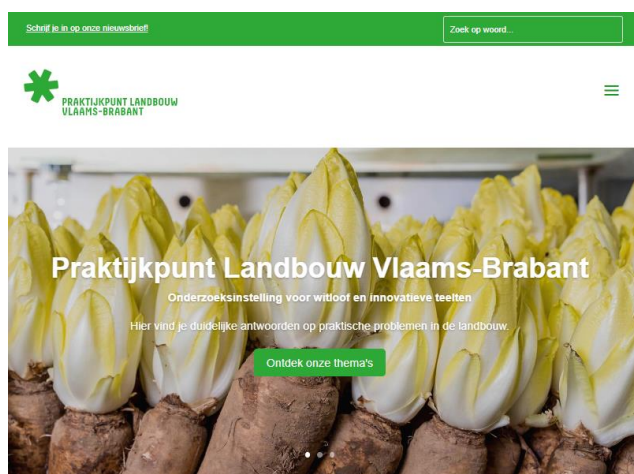 Schrijf je in op onze nieuwsbrief!
Zoek op woord...
PRAKTIJKPUNT LANDBOUW
VLAAMS-BRABANT
Praktijkpunt Landbouw Vlaams-Brabant
Onderzoeksinstelling voor witloof en innovatieve teelten
Hier vind je duidelijke antwoorden op praktische problemen in de landbouw.
Ontdek onze thema's